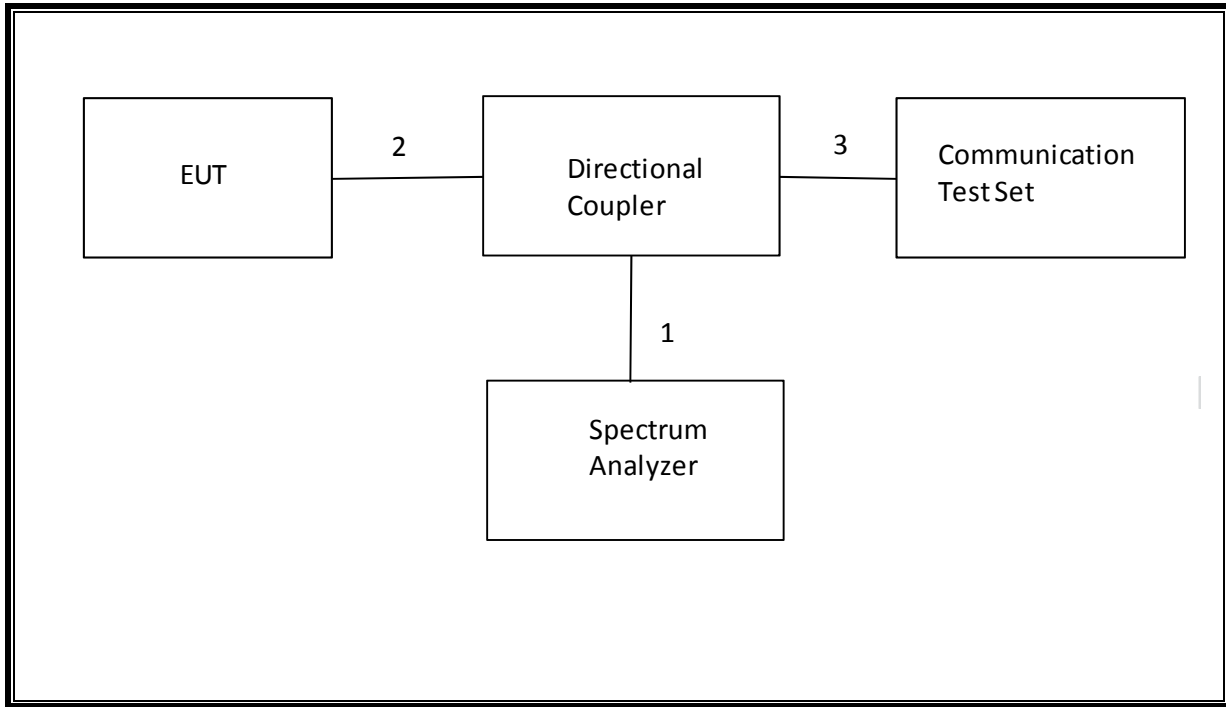 EUT
2
Directional
Coupler
3
Communication
Test Set
1
Spectrum
Analyzer